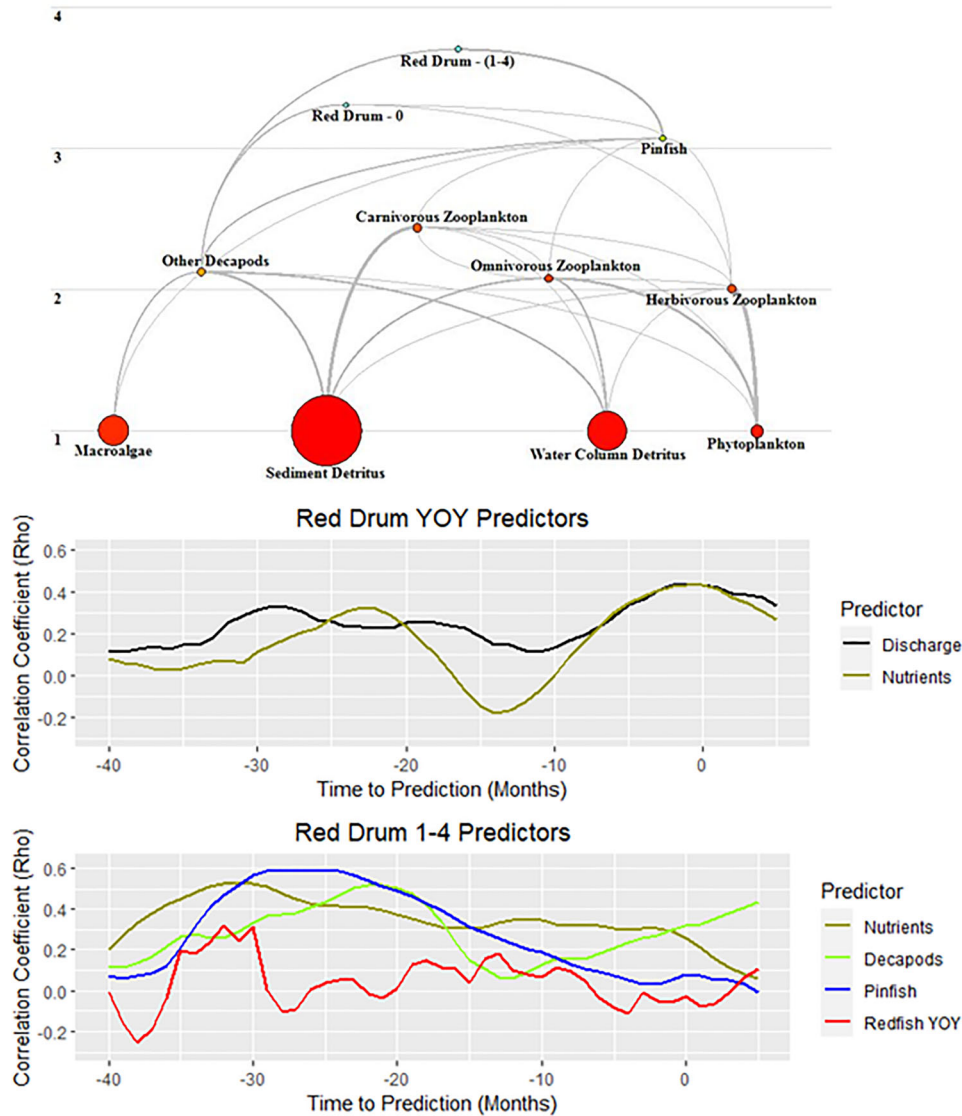 4
Red Drum - (1-4)
Red Drum - 0
3
Pinfish
Carnivorous Zooplankton
Other Decapods
Omnivorous Zooplankton
2
Herbivorous Zooplankton
1
Macroalgae
Sediment Detritus
Water Column Detritus
Phytoplankton
Red Drum YOY Predictors
Correlation Coefficient (Rho)
0.6
0.4
0.2
0.0
-0.2
-40
-30
-20
-10
0
Time to Prediction (Months)
Predictor
Discharge
Nutrients
Red Drum 1-4 Predictors
Correlation Coefficient (Rho)
0.6
0.4
0.2
0.0
-0.2
-40
-30
-20
-10
0
Time to Prediction (Months)
Predictor
Nutrients
Decapods
Pinfish
Redfish YOY